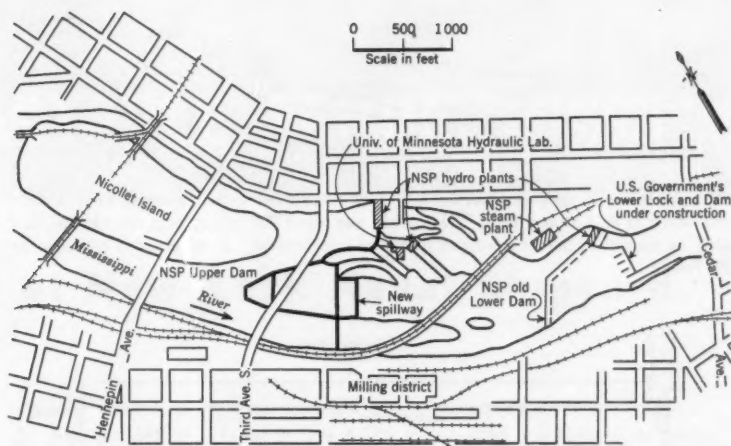 0 500 1000
Scale in feet
Univ. of Minnesota Hydraulic Lab.
NSP hydro plants
NSP
steam
plant
U.S. Government's
Lower Lock and Dam
under construction
Nicollet Island
Mississippi
NSP Upper Dam
River
New
spillway
NSP old
Lower Dam
Cedar
Ave.
Milling district
Hennepin
Ave.
Third Ave. S.